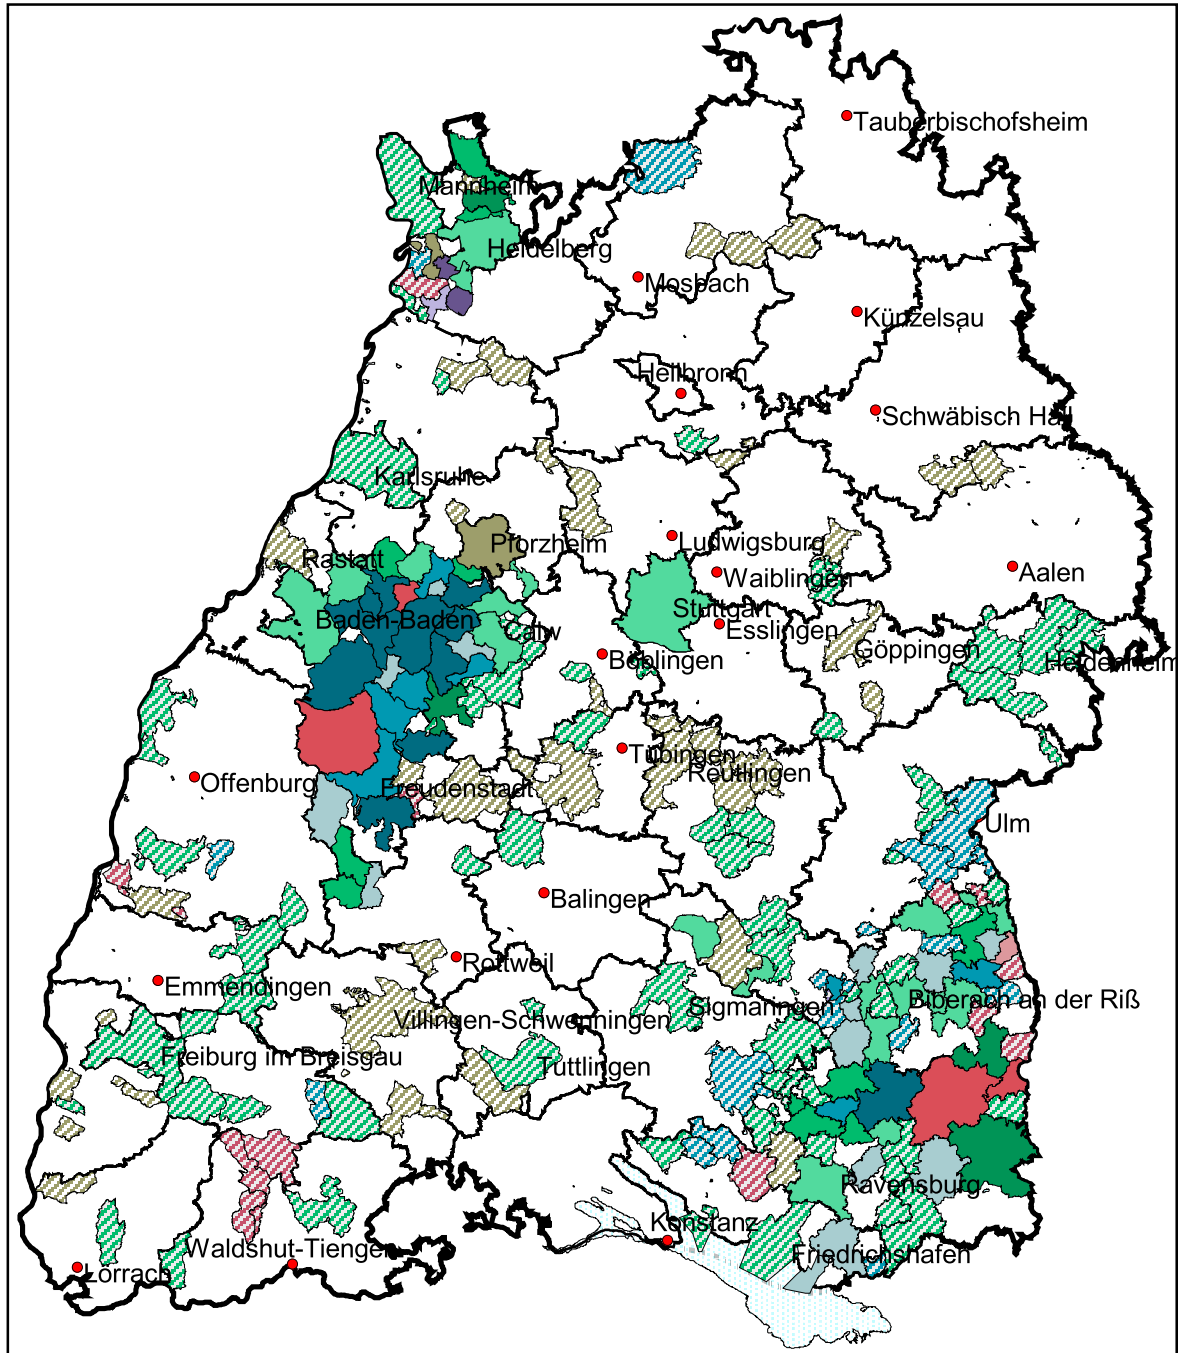 Tauberbischofsheim
Mannheim
Heidelberg
Mosbach
Künzelsau
Heilbronn
Schwäbisch Hall
Karlsruhe
Pforzheim
Ludwigsburg
Rastatt
Waiblingen
Aalen
Stuttgart
Baden-Baden
Calw
Esslingen
Göppingen
Heidenheim
Böblingen
Tübingen
Reutlingen
Offenburg
Freudenstadt
Ulm
Balingen
Rottweil
Emmendingen
Biberach an der Riß
Sigmaringen
Villingen-Schwenningen
Freiburg im Breisgau
Tuttlingen
Ravensburg
Konstanz
Waldshut-Tiengen
Friedrichshafen
Lörrach